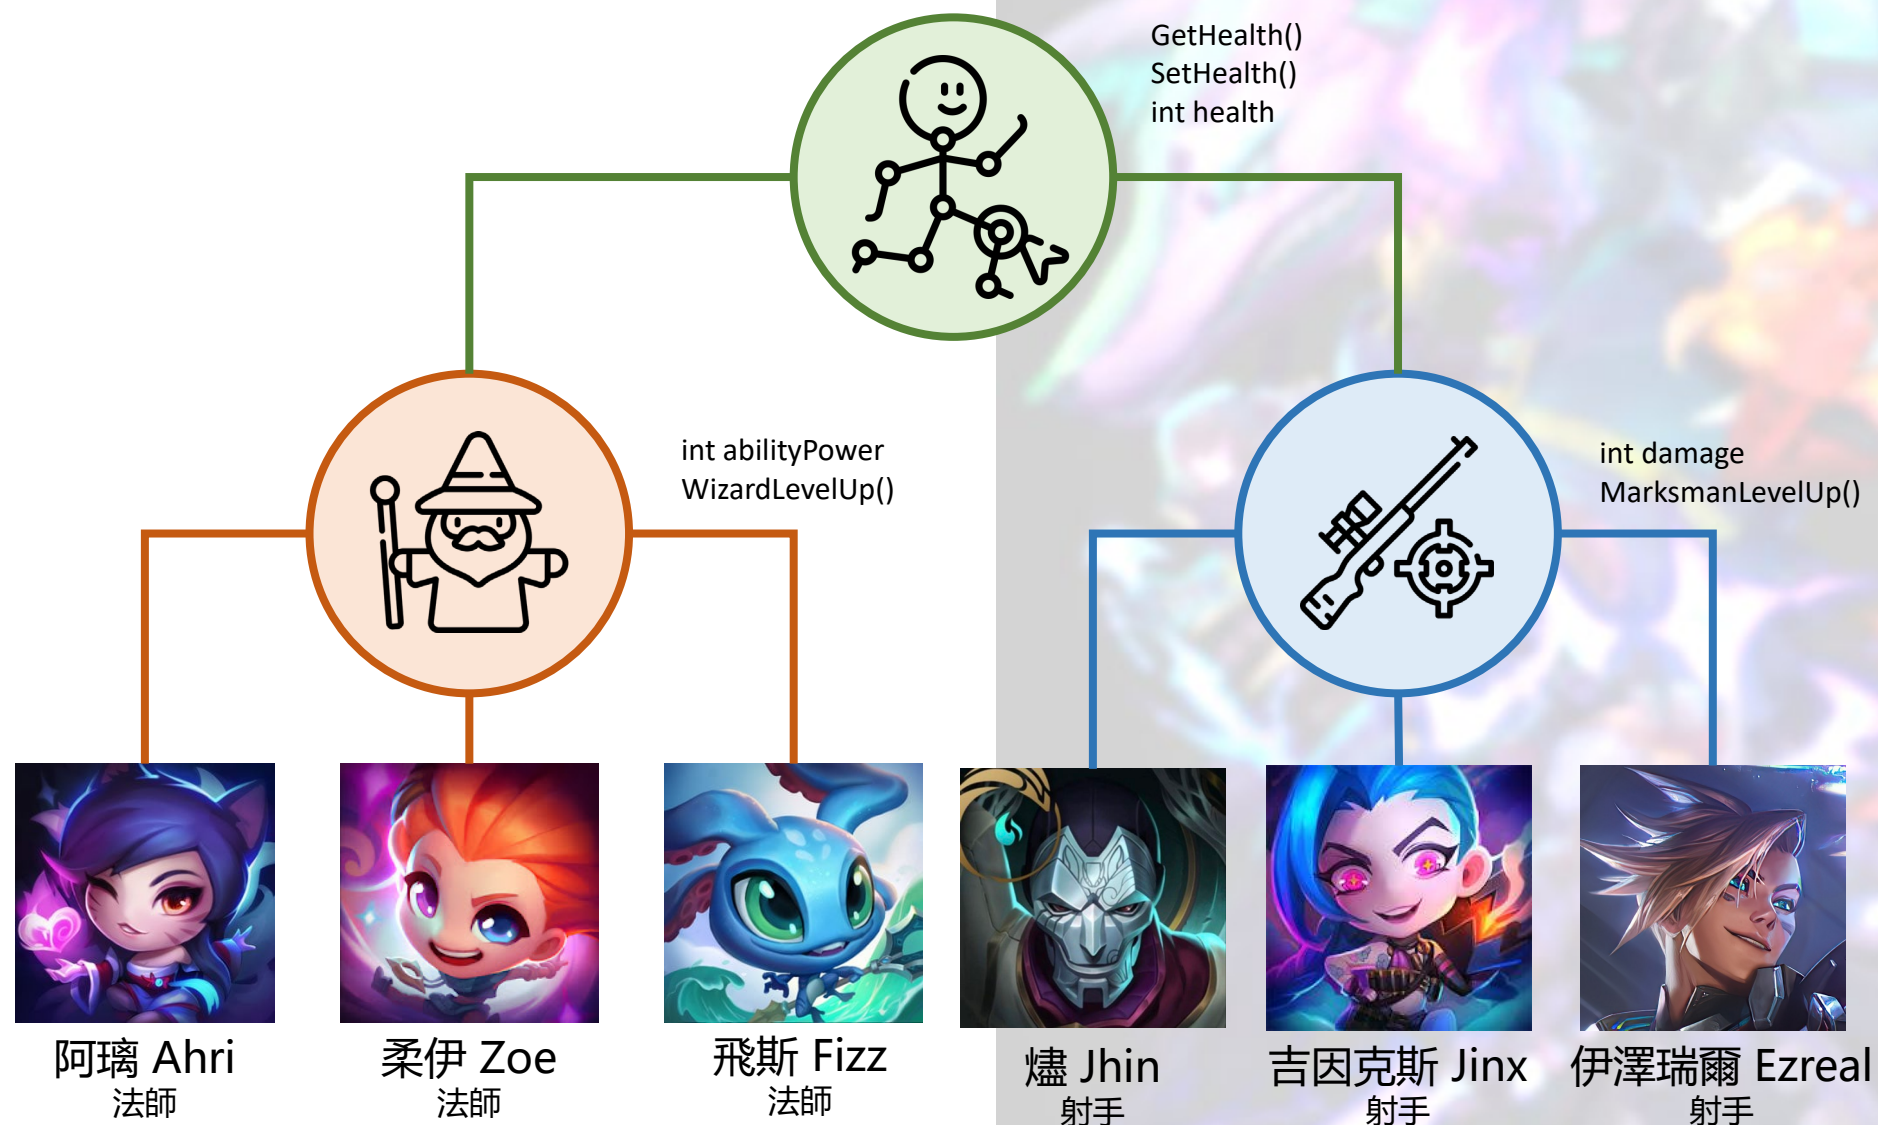 GetHealth()
SetHealth()
int health
int abilityPower
WizardLevelUp()
int damage
MarksmanLevelUp()
阿璃 Ahri
法師
柔伊 Zoe
法師
飛斯 Fizz
法師
燼 Jhin
射手
吉因克斯 Jinx
射手
伊澤瑞爾 Ezreal
射手